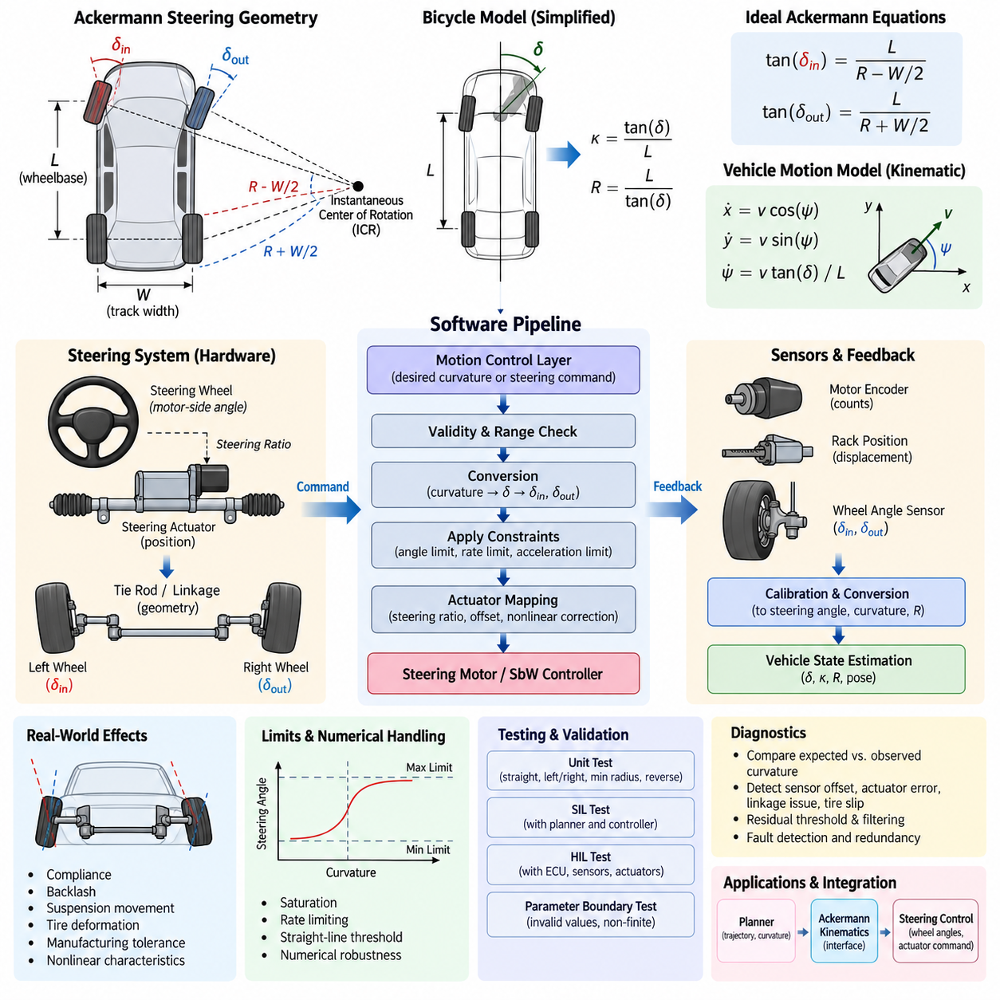 Ackermann Steering Geometry
δin
δout
L
(wheelbase)
R - W/2
Instantaneous
Center of Rotation
(ICR)
R + W/2
W
(track width)
Bicycle Model (Simplified)
δ
L
κ = tan(δ) / L
R = L / tan(δ)
Ideal Ackermann Equations
tan(δin) = L / (R − W/2)
tan(δout) = L / (R + W/2)
Vehicle Motion Model (Kinematic)
ẋ = v cos(ψ)
ẏ = v sin(ψ)
ψ̇ = v tan(δ) / L
y
v
ψ
x
Steering System (Hardware)
Steering Wheel
(motor-side angle)
Steering Ratio
Steering Actuator
(position)
Tie Rod / Linkage
(geometry)
Left Wheel
(δin)
Right Wheel
(δout)
Command
Software Pipeline
Motion Control Layer
(desired curvature or steering command)
Validity & Range Check
Conversion
(curvature → δ → δin, δout)
Apply Constraints
(angle limit, rate limit, acceleration limit)
Actuator Mapping
(steering ratio, offset, nonlinear correction)
Steering Motor / SbW Controller
Feedback
Sensors & Feedback
Motor Encoder
(counts)
Rack Position
(displacement)
Wheel Angle Sensor
(δin, δout)
Calibration & Conversion
(to steering angle, curvature, R)
Vehicle State Estimation
(δ, κ, R, pose)
Real-World Effects
• Compliance
• Backlash
• Suspension movement
• Tire deformation
• Manufacturing tolerance
• Nonlinear characteristics
Limits & Numerical Handling
Max Limit
Steering Angle
Min Limit
Curvature
• Saturation
• Rate limiting
• Straight-line threshold
• Numerical robustness
Testing & Validation
Unit Test
(straight, left/right, min radius, reverse)
SIL Test
(with planner and controller)
HIL Test
(with ECU, sensors, actuators)
Parameter Boundary Test
(invalid values, non-finite)
Diagnostics
• Compare expected vs. observed
curvature
• Detect sensor offset, actuator error,
linkage issue, tire slip
• Residual threshold & filtering
• Fault detection and redundancy
Applications & Integration
Planner
(trajectory, curvature)
Ackermann
Kinematics
(interface)
Steering Control
(wheel angles,
actuator command)